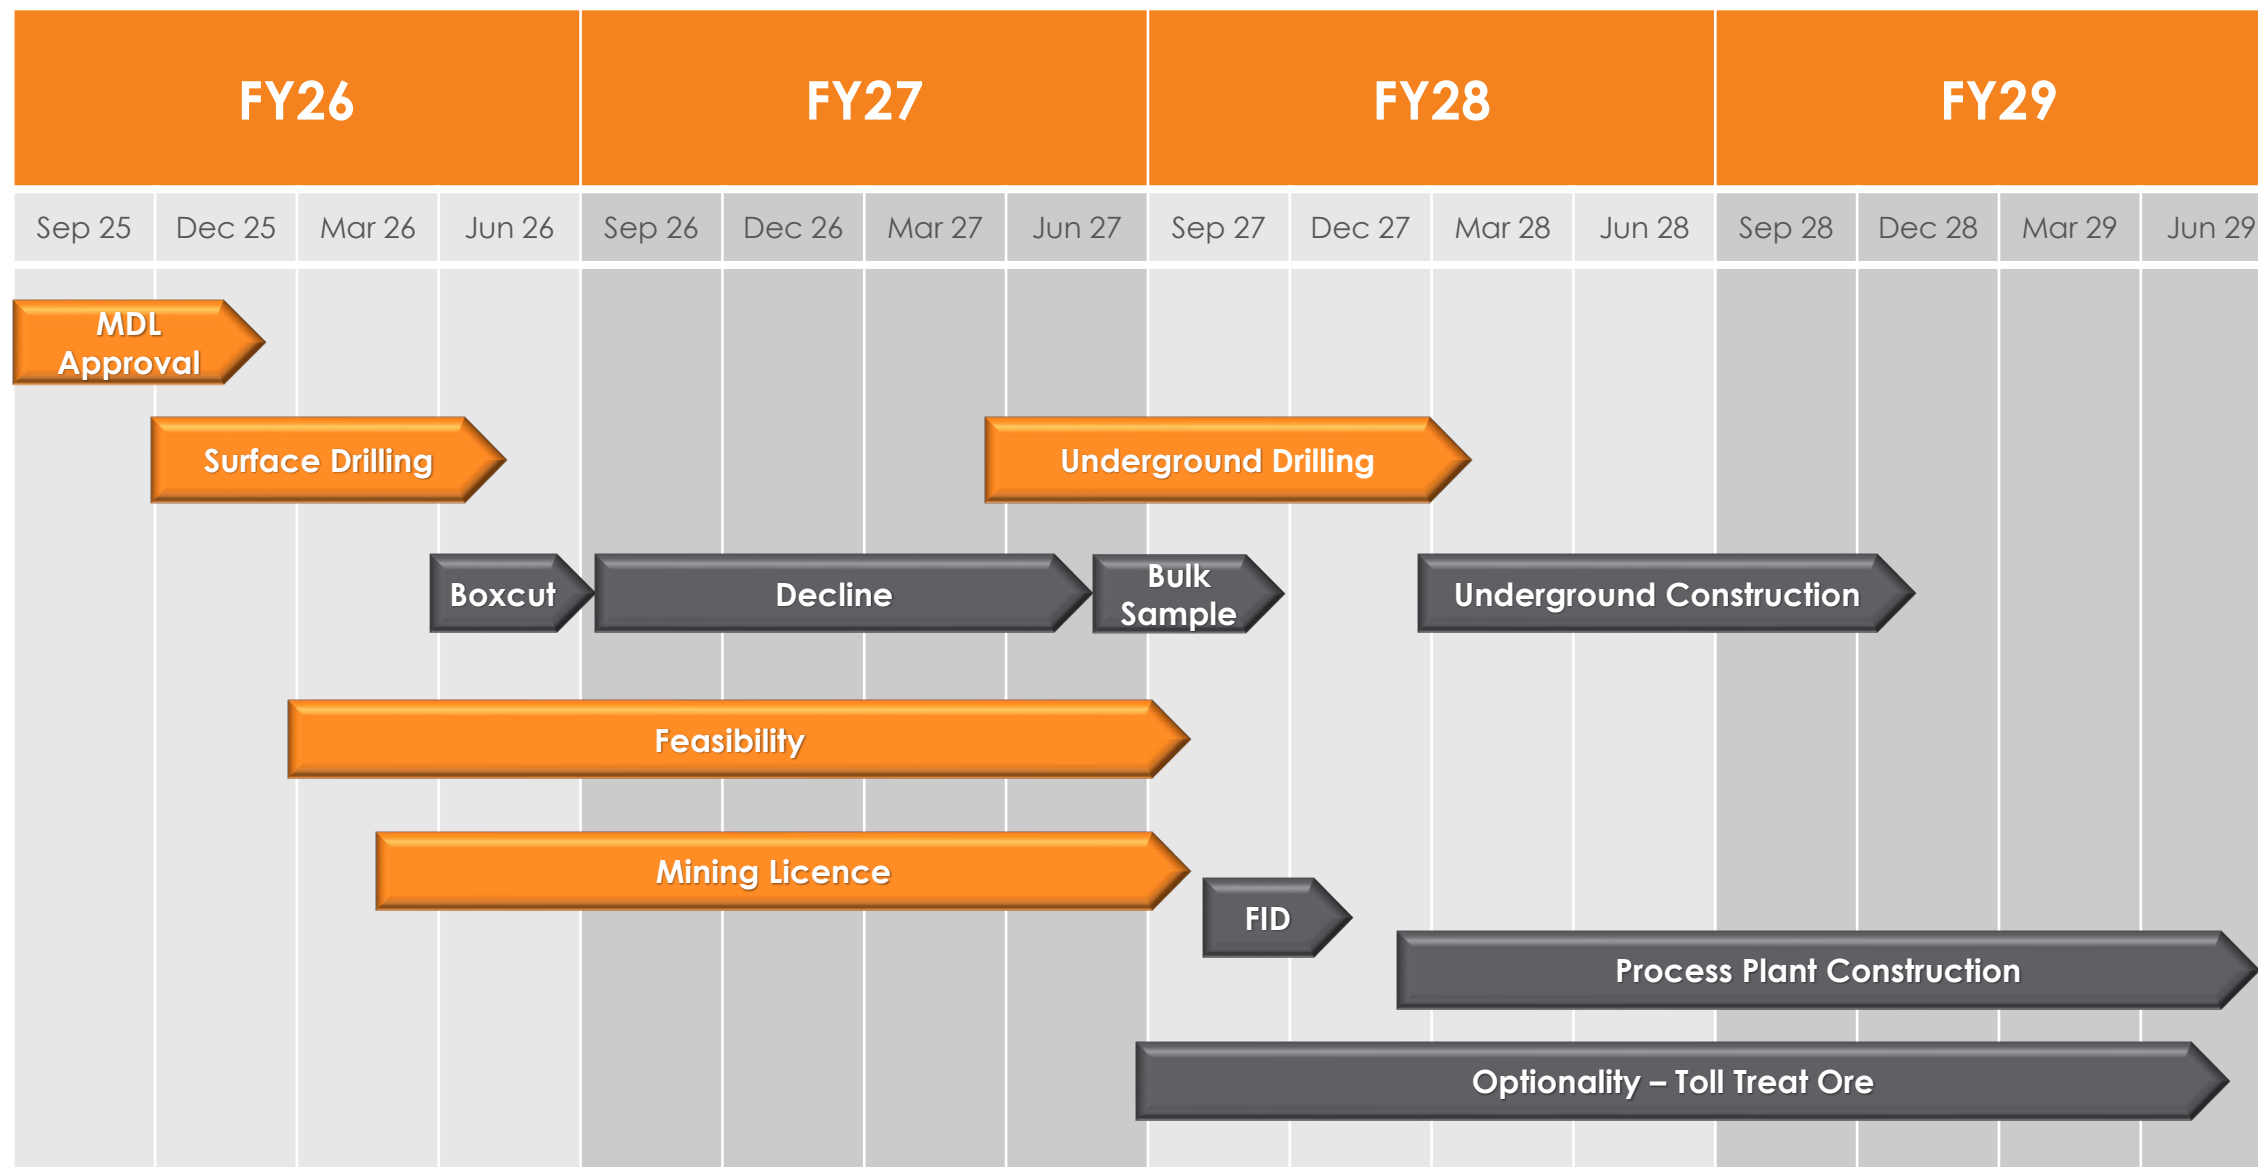 FY26 FY27 FY28 FY29
Sep 25 Dec 25 Mar 26 Jun 26 Sep 26 Dec 26 Mar 27 Jun 27 Sep 27 Dec 27 Mar 28 Jun 28 Sep 28 Dec 28 Mar 29 Jun 29
MDL
Approval
Surface Drilling
Underground Drilling
Boxcut
Decline
Bulk
Sample
Underground Construction
Feasibility
Mining Licence
FID
Process Plant Construction
Optionality – Toll Treat Ore